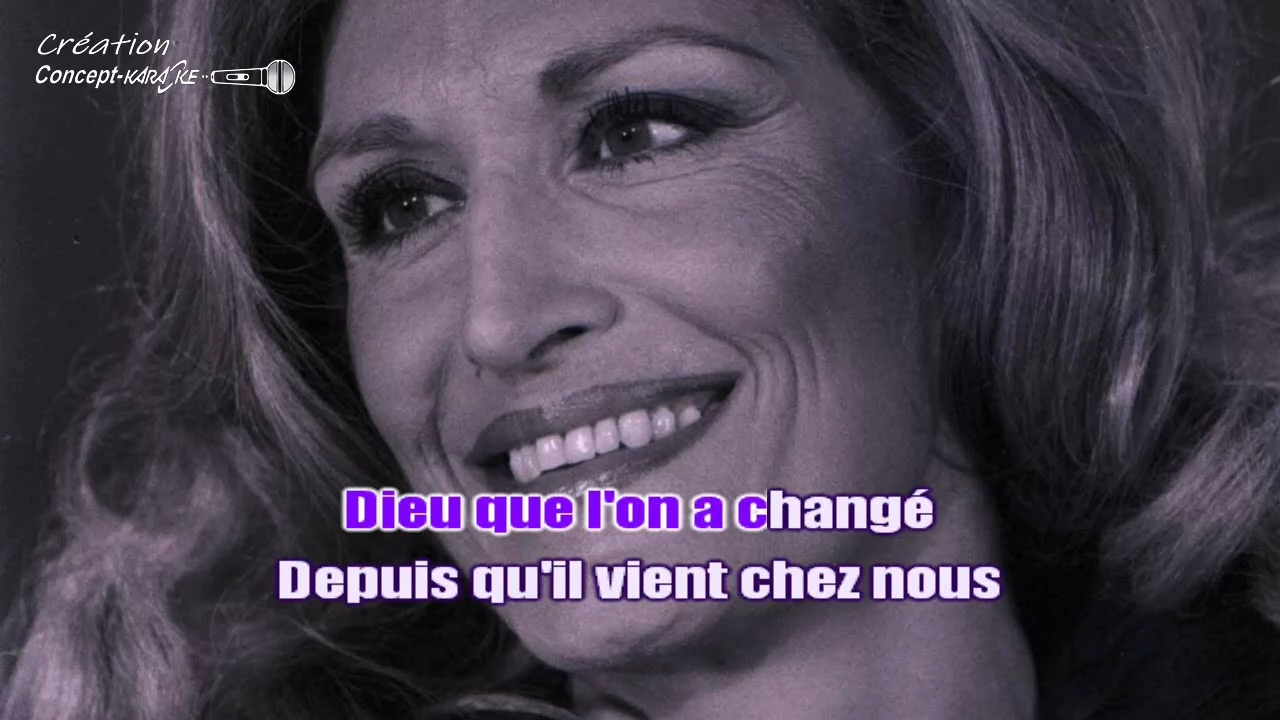 Création
Concept-KARAOKE
Dieu que l'on a changé
Depuis qu'il vient chez nous